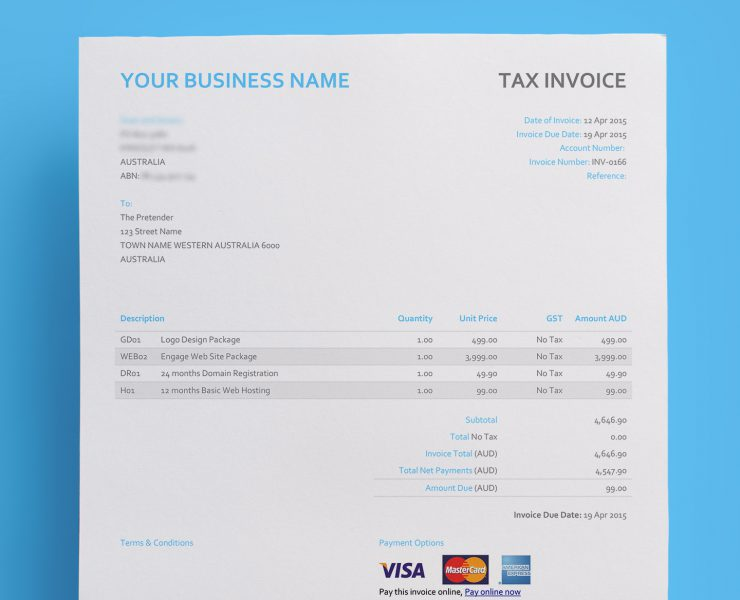 YOUR BUSINESS NAME
TAX INVOICE
AUSTRALIA
ABN:
Date of Invoice: 12 Apr 2015
Invoice Due Date: 19 Apr 2015
Account Number:
Invoice Number: INV-0166
Reference:
To:
The Pretender
123 Street Name
TOWN NAME WESTERN AUSTRALIA 6000
AUSTRALIA
Description Quantity Unit Price GST Amount AUD
GD01 Logo Design Package 1.00 499.00 No Tax 499.00
WEB02 Engage Web Site Package 1.00 3,999.00 No Tax 3,999.00
DR01 24 months Domain Registration 1.00 49.90 No Tax 49.90
H01 12 months Basic Web Hosting 1.00 99.00 No Tax 99.00
Subtotal 4,646.90
Total No Tax 0.00
Invoice Total (AUD) 4,646.90
Total Net Payments (AUD) 4,547.90
Amount Due (AUD) 99.00
Invoice Due Date: 19 Apr 2015
Terms & Conditions
Payment Options
VISA MasterCard AMERICAN EXPRESS
Pay this invoice online, Pay online now